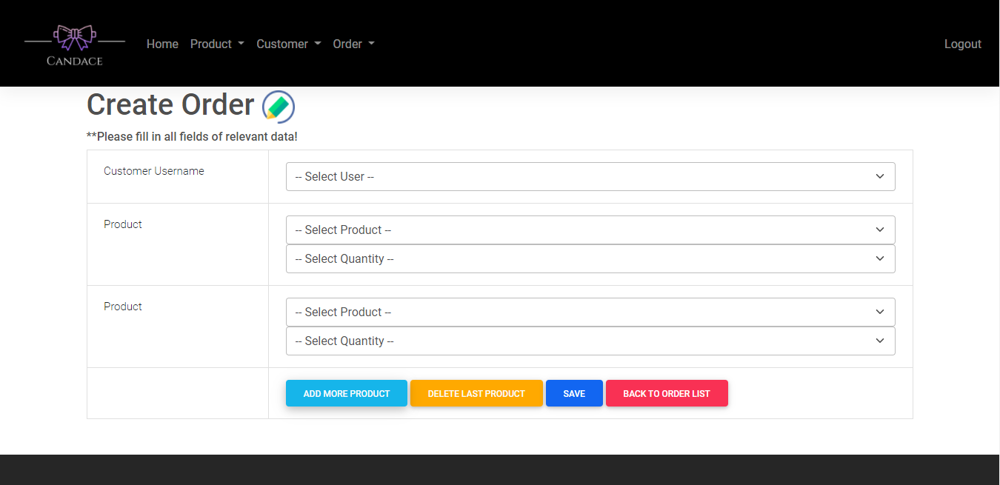 CANDACE
Home Product Customer Order Logout
Create Order
**Please fill in all fields of relevant data!
Customer Username
-- Select User --
Product
-- Select Product --
-- Select Quantity --
Product
-- Select Product --
-- Select Quantity --
ADD MORE PRODUCT DELETE LAST PRODUCT SAVE BACK TO ORDER LIST